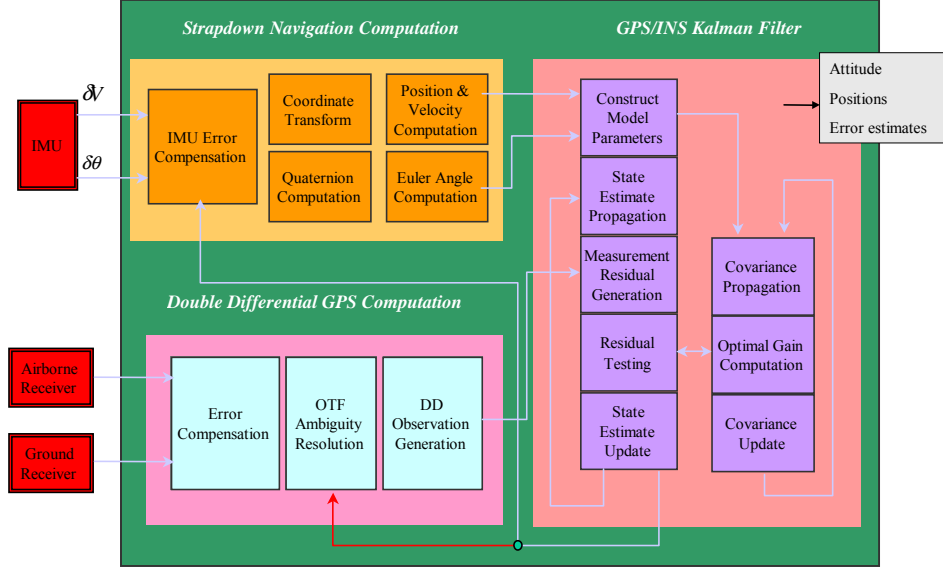 Strapdown Navigation Computation
GPS/INS Kalman Filter
Attitude
Positions
Error estimates
δV
IMU
δθ
IMU Error
Compensation
Coordinate
Transform
Position &
Velocity
Computation
Quaternion
Computation
Euler Angle
Computation
Construct
Model
Parameters
State
Estimate
Propagation
Measurement
Residual
Generation
Residual
Testing
State
Estimate
Update
Covariance
Propagation
Optimal Gain
Computation
Covariance
Update
Double Differential GPS Computation
Airborne
Receiver
Ground
Receiver
Error
Compensation
OTF
Ambiguity
Resolution
DD
Observation
Generation